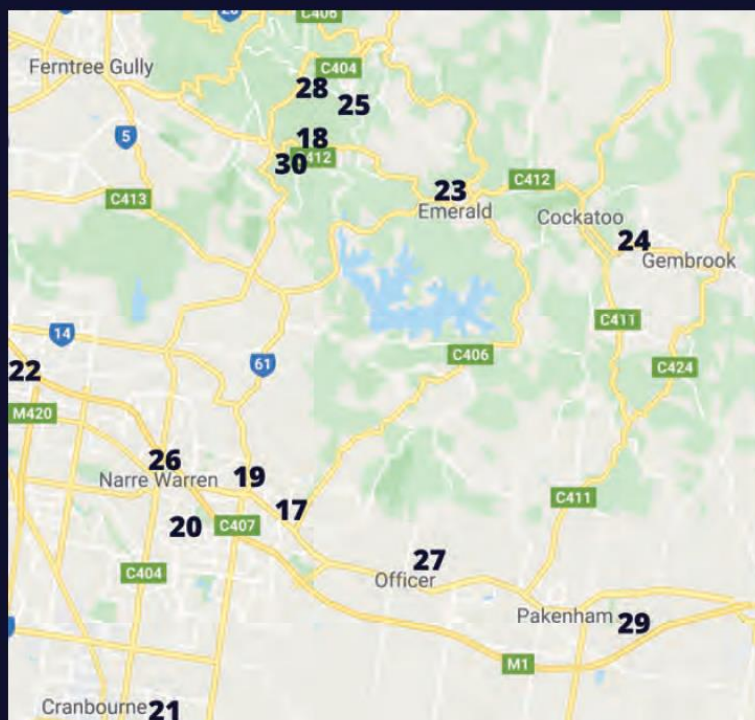 C406
Ferntree Gully
C404
28
25
5
18
C412
30
C413
23
C412
Emerald
Cockatoo
24
Gembrook
C411
14
61
C406
22
C424
M420
26
Narre Warren
19
C411
17
20
C407
27
C404
Officer
Pakenham
29
M1
Cranbourne
21